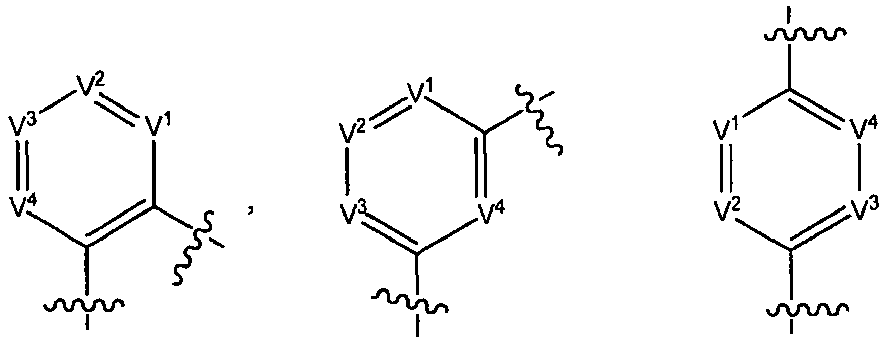 V² V¹ V³ V⁴ ,
V¹ V² V³ V⁴
V¹ V⁴ V² V³